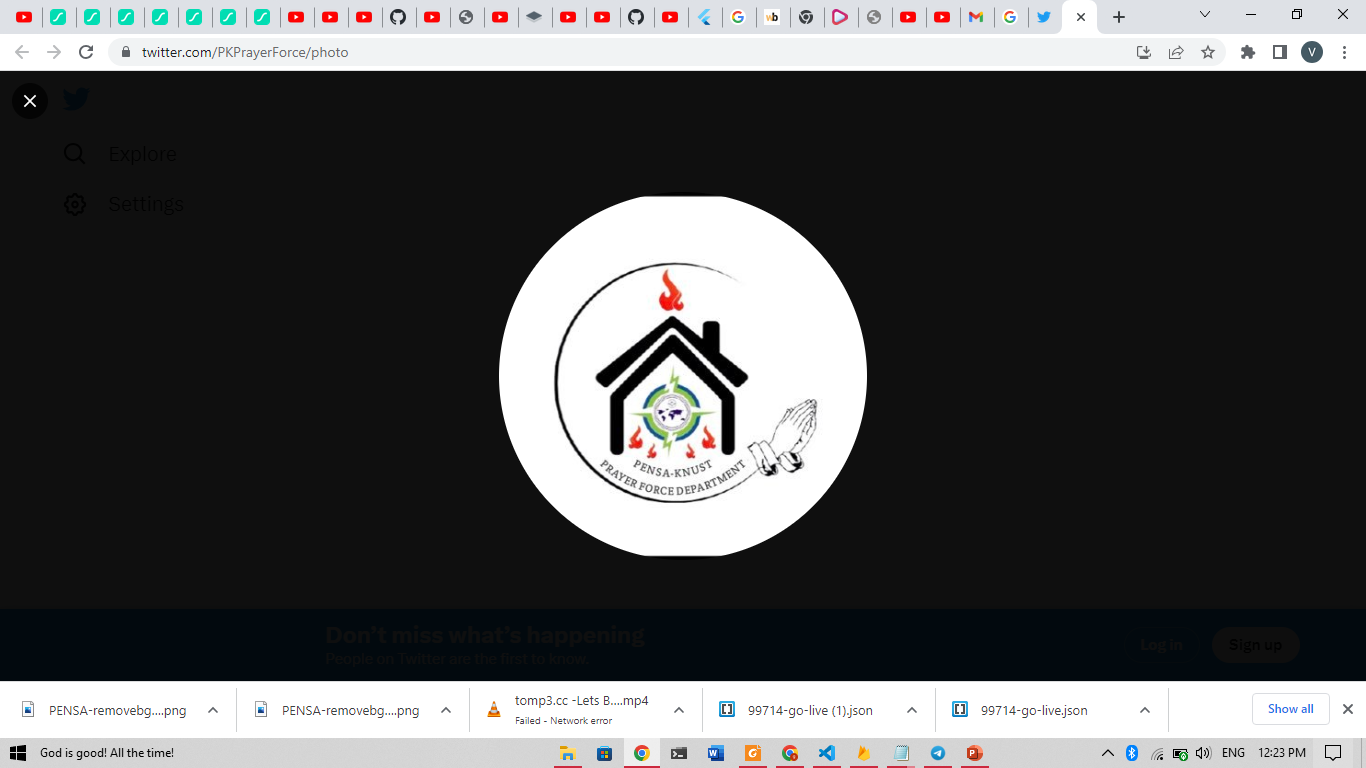 twitter.com/PKPrayerForce/photo
V
Explore
Settings
PENSA-KNUST
PRAYER FORCE DEPARTMENT
Don't miss what's happening
People on Twitter are the first to know.
Log in
Sign up
PENSA-removebg....png
PENSA-removebg....png
tomp3.cc -Lets B....mp4
Failed - Network error
99714-go-live (1).json
99714-go-live.json
Show all
God is good! All the time!
ENG
12:23 PM